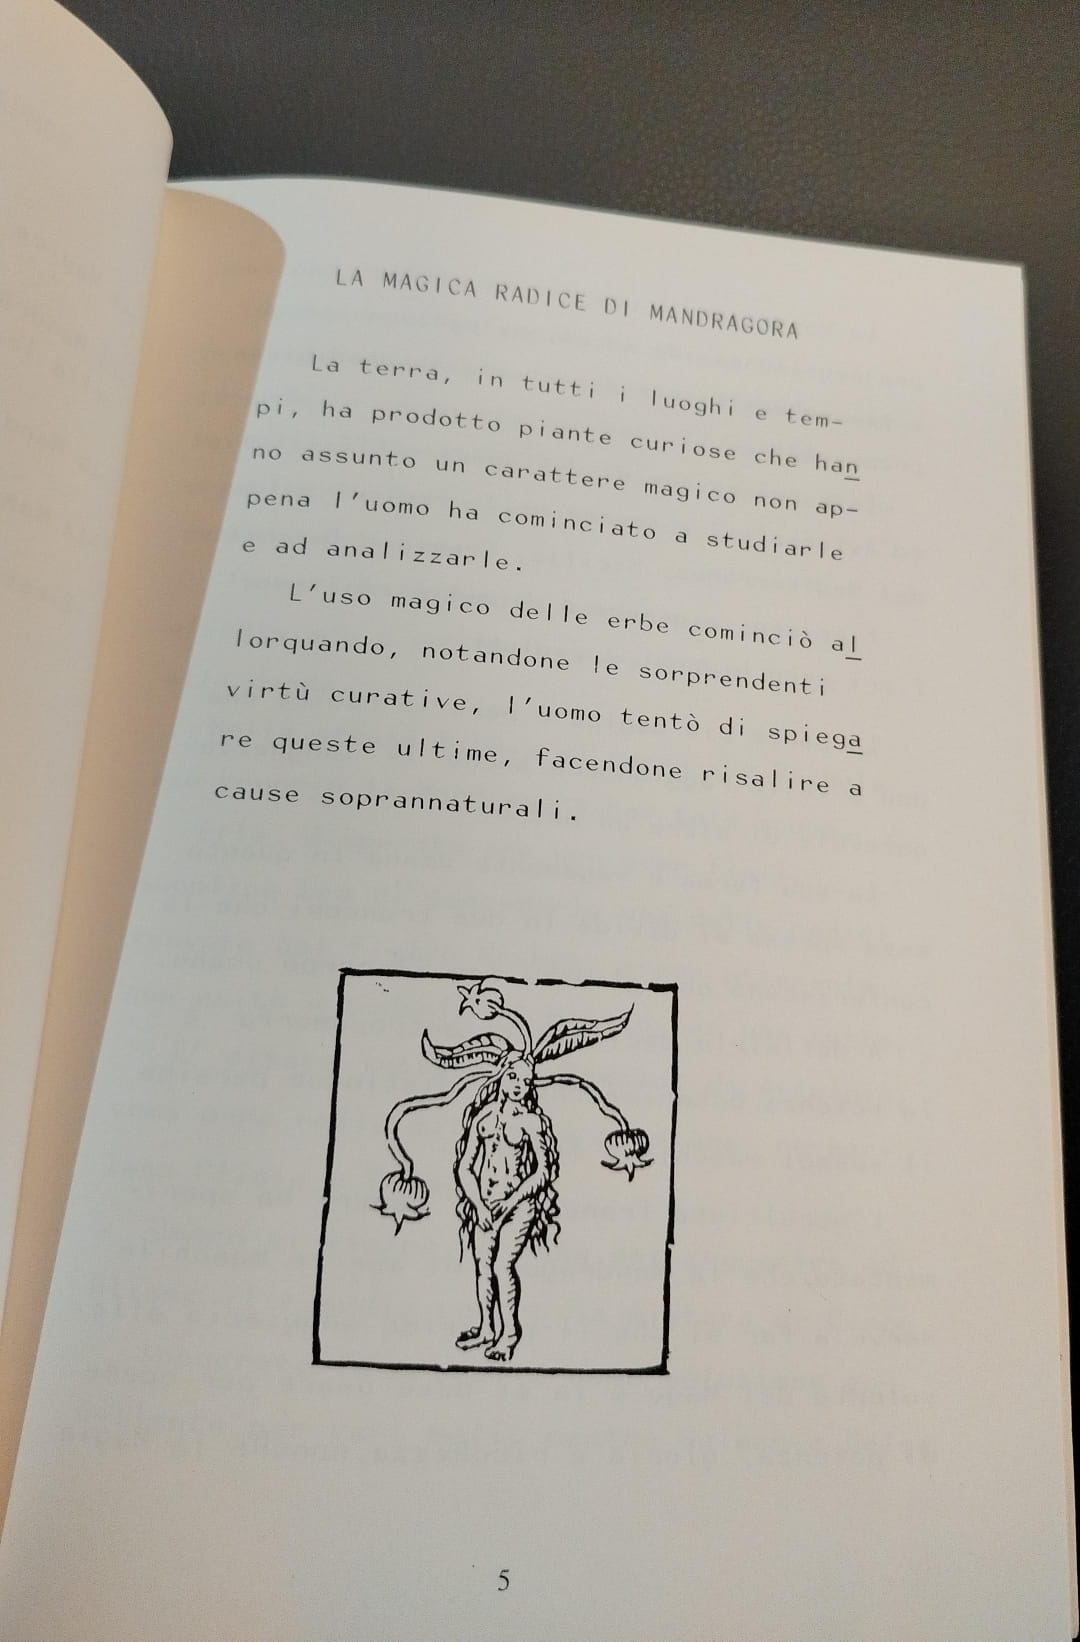 LA MAGICA RADICE DI MANDRAGORA
La terra, in tutti i luoghi e tem-
pi, ha prodotto piante curiose che han
no assunto un carattere magico non ap-
pena l'uomo ha cominciato a studiarle
e ad analizzarle.
L'uso magico delle erbe cominciò al
lorquando, notandone le sorprendenti
virtù curative, l'uomo tentò di spiega
re queste ultime, facendone risalire a
cause soprannaturali.
5